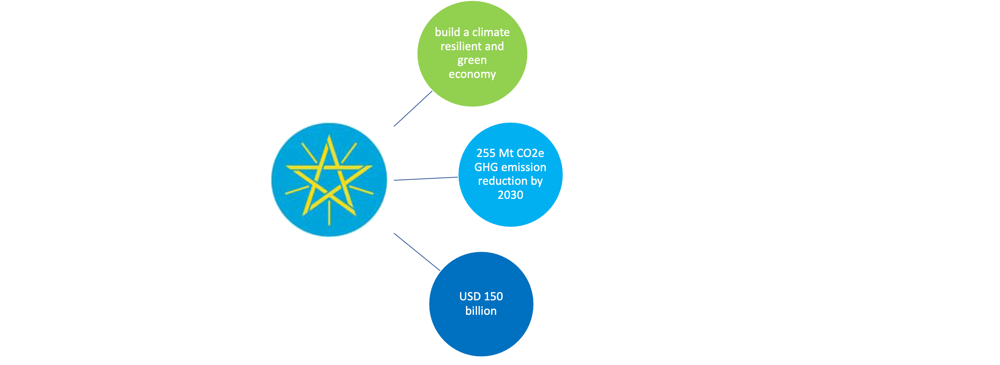 build a climate
resilient and
green
economy
255 Mt CO2e
GHG emission
reduction by
2030
USD 150
billion